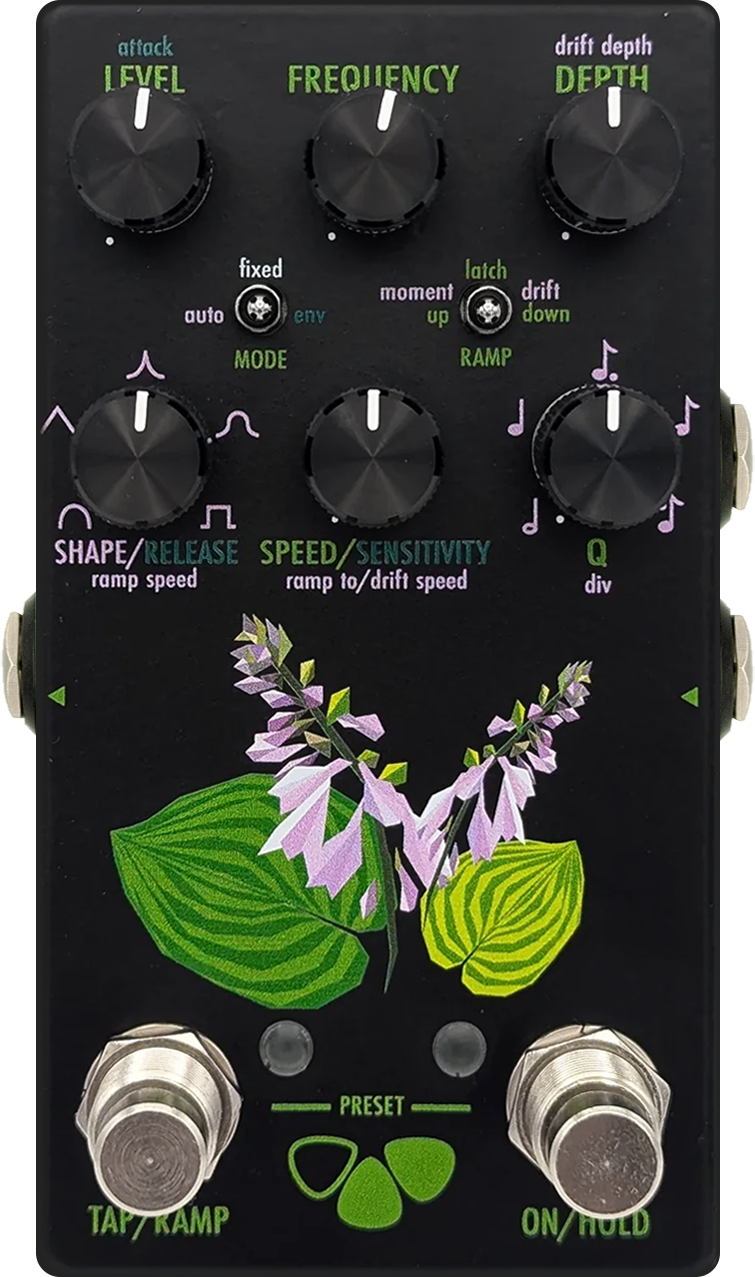 attack
LEVEL
FREQUENCY
drift depth
DEPTH
fixed
auto
env
MODE
latch
moment
drift
up
down
RAMP
SHAPE/RELEASE
ramp speed
SPEED/SENSITIVITY
ramp to/drift speed
Q
div
PRESET
TAP/RAMP
ON/HOLD